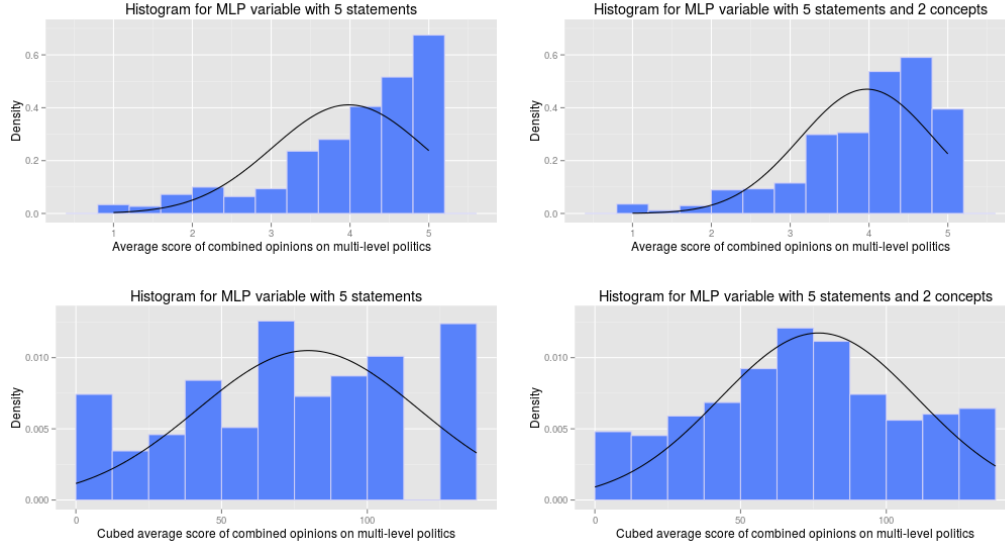 Histogram for MLP variable with 5 statements
Density
0.6
0.4
0.2
0.0
1 2 3 4 5
Average score of combined opinions on multi-level politics
Histogram for MLP variable with 5 statements and 2 concepts
Density
0.6
0.4
0.2
0.0
1 2 3 4 5
Average score of combined opinions on multi-level politics
Histogram for MLP variable with 5 statements
Density
0.010
0.005
0.000
0 50 100
Cubed average score of combined opinions on multi-level politics
Histogram for MLP variable with 5 statements and 2 concepts
Density
0.010
0.005
0.000
0 50 100
Cubed average score of combined opinions on multi-level politics